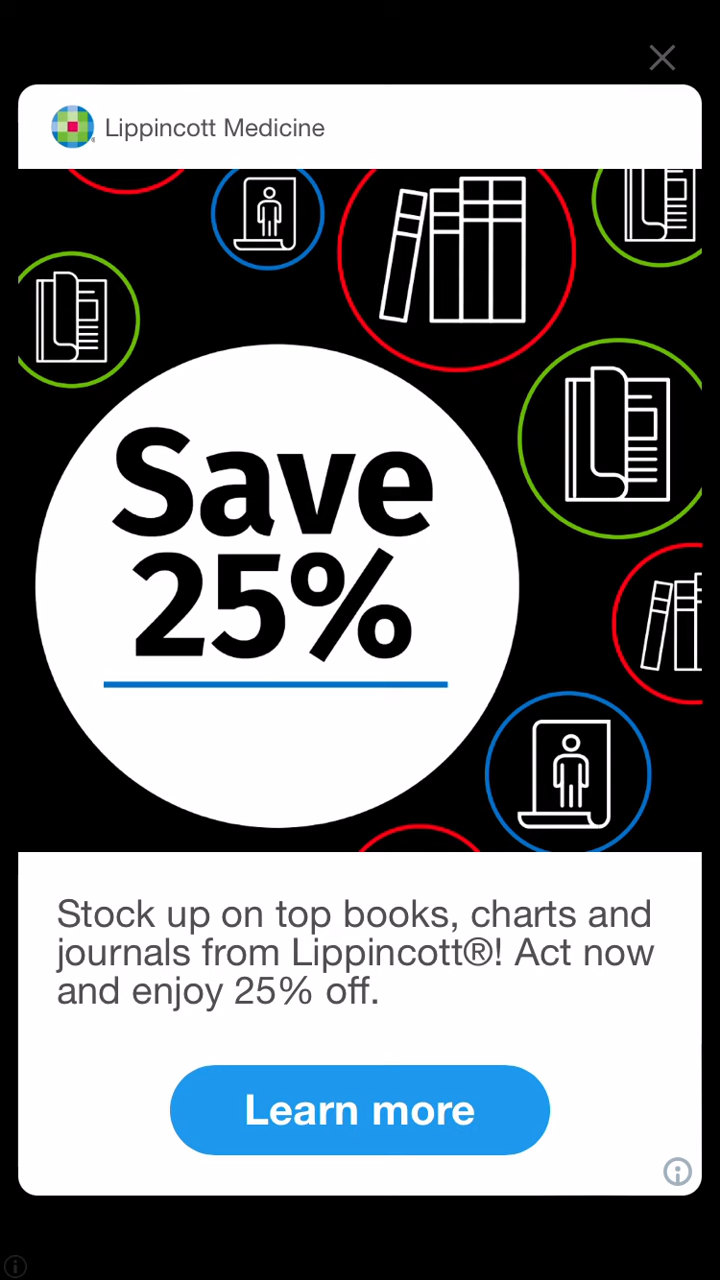 Lippincott Medicine
Save
25%
Stock up on top books, charts and
journals from Lippincott®! Act now
and enjoy 25% off.
Learn more